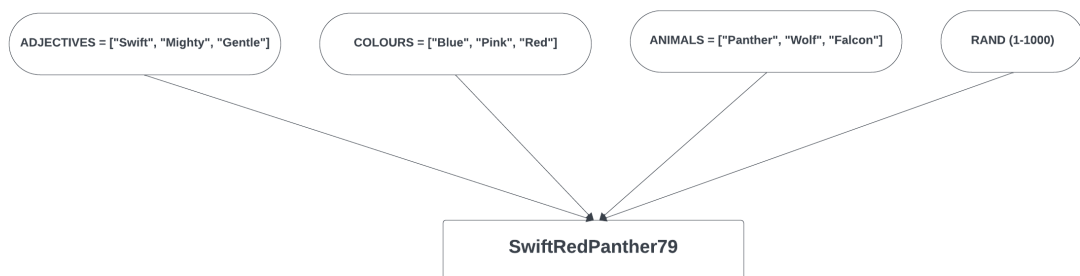 ADJECTIVES = ["Swift", "Mighty", "Gentle"]
COLOURS = ["Blue", "Pink", "Red"]
ANIMALS = ["Panther", "Wolf", "Falcon"]
RAND (1-1000)
SwiftRedPanther79